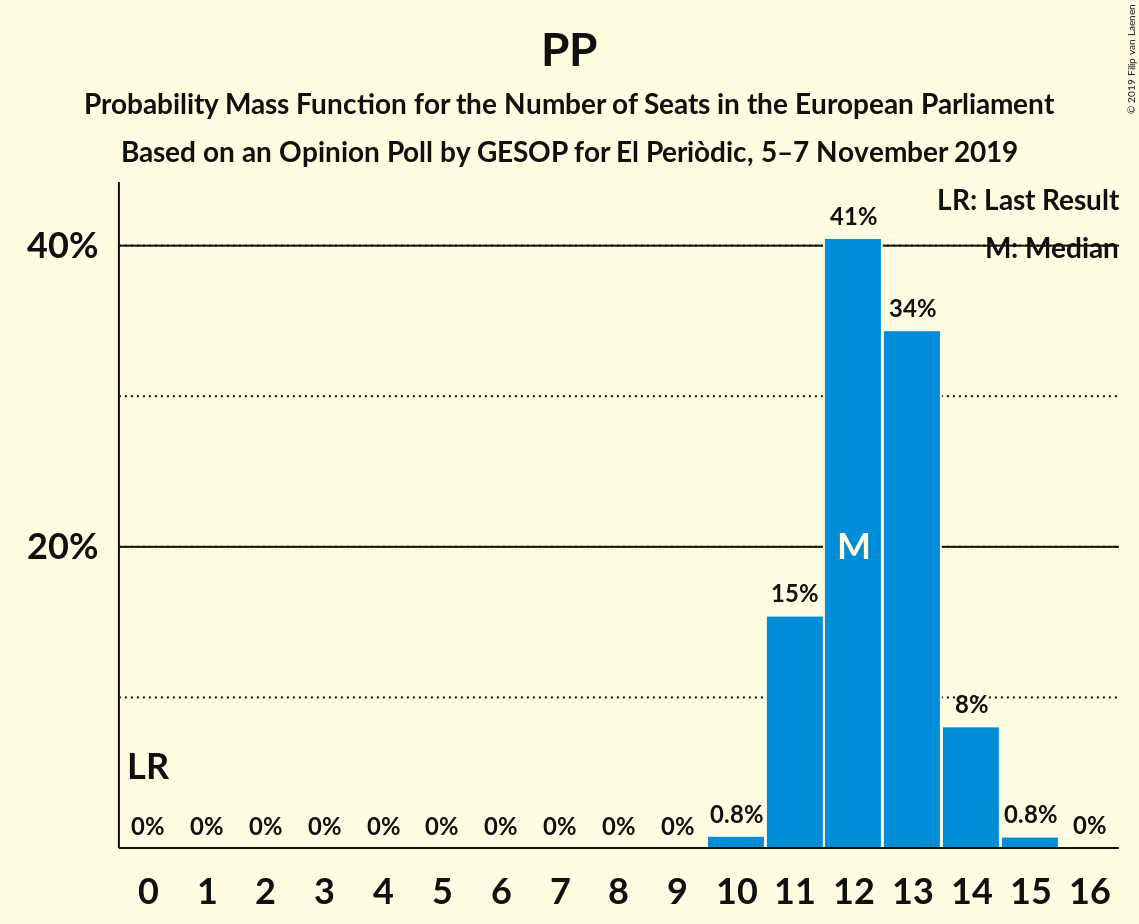 PP
Probability Mass Function for the Number of Seats in the European Parliament
Based on an Opinion Poll by GESOP for El Periòdic, 5–7 November 2019
© 2019 Filip van Laenen
LR: Last Result
M: Median
40%
20%
41%
34%
15%
8%
0.8%
0.8%
M
LR
0% 0% 0% 0% 0% 0% 0% 0% 0% 0% 0%
0 1 2 3 4 5 6 7 8 9 10 11 12 13 14 15 16